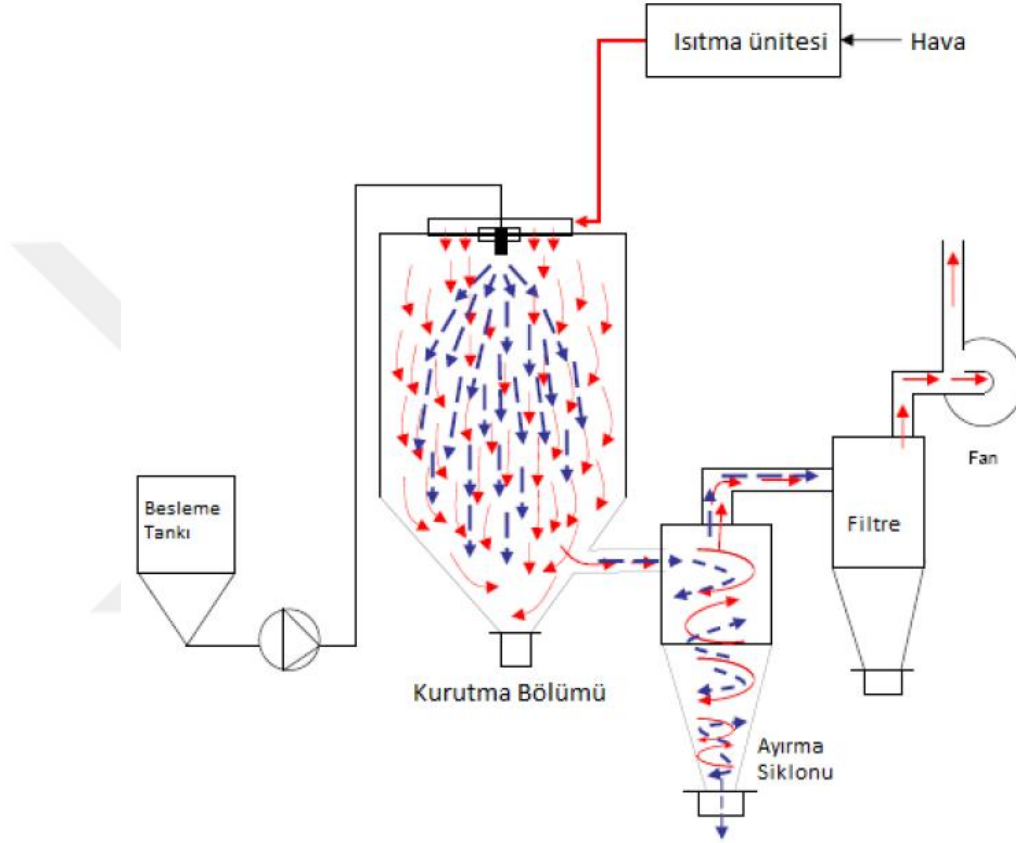 Isıtma ünitesi
Hava
Besleme
Tankı
Kurutma Bölümü
Ayırma
Siklonu
Filtre
Fan